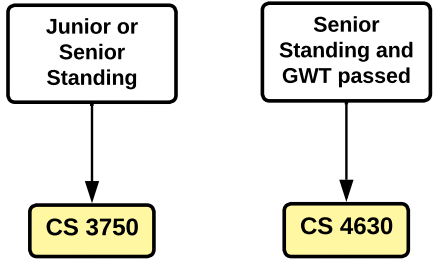 Junior or
Senior
Standing
CS 3750
Senior
Standing and
GWT passed
CS 4630